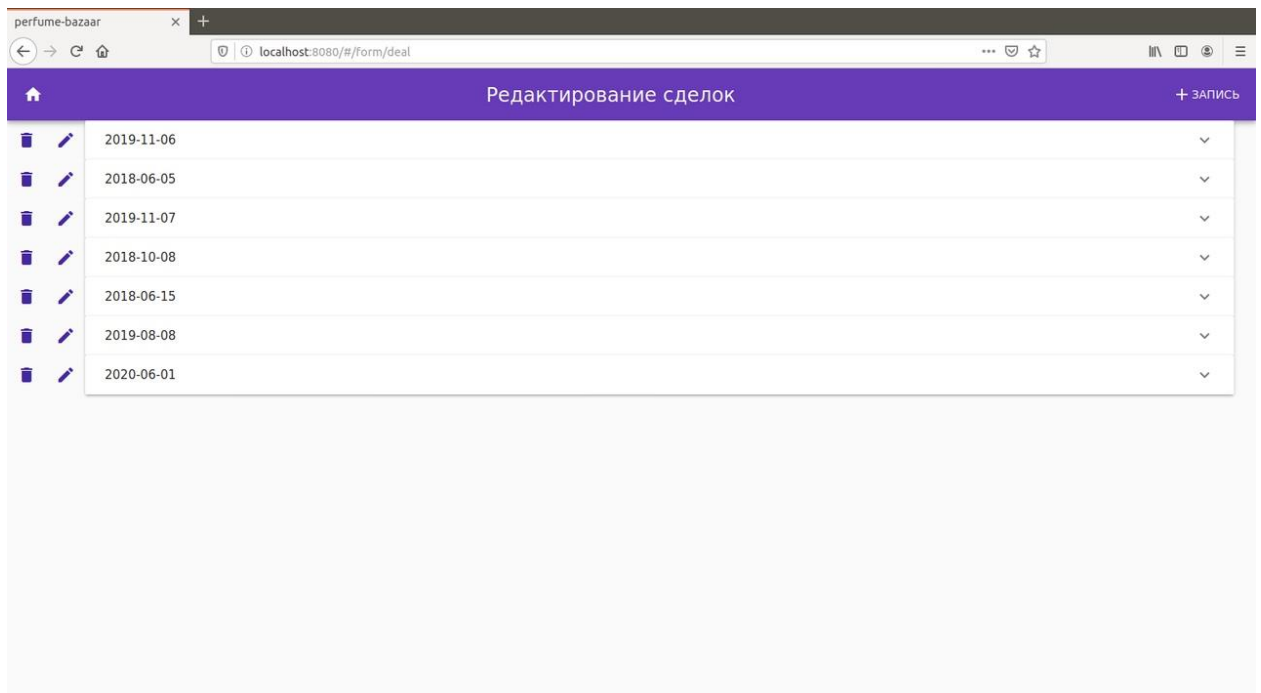 perfume-bazaar
localhost:8080/#/form/deal
Редактирование сделок
+ ЗАПИСЬ
2019-11-06
2018-06-05
2019-11-07
2018-10-08
2018-06-15
2019-08-08
2020-06-01